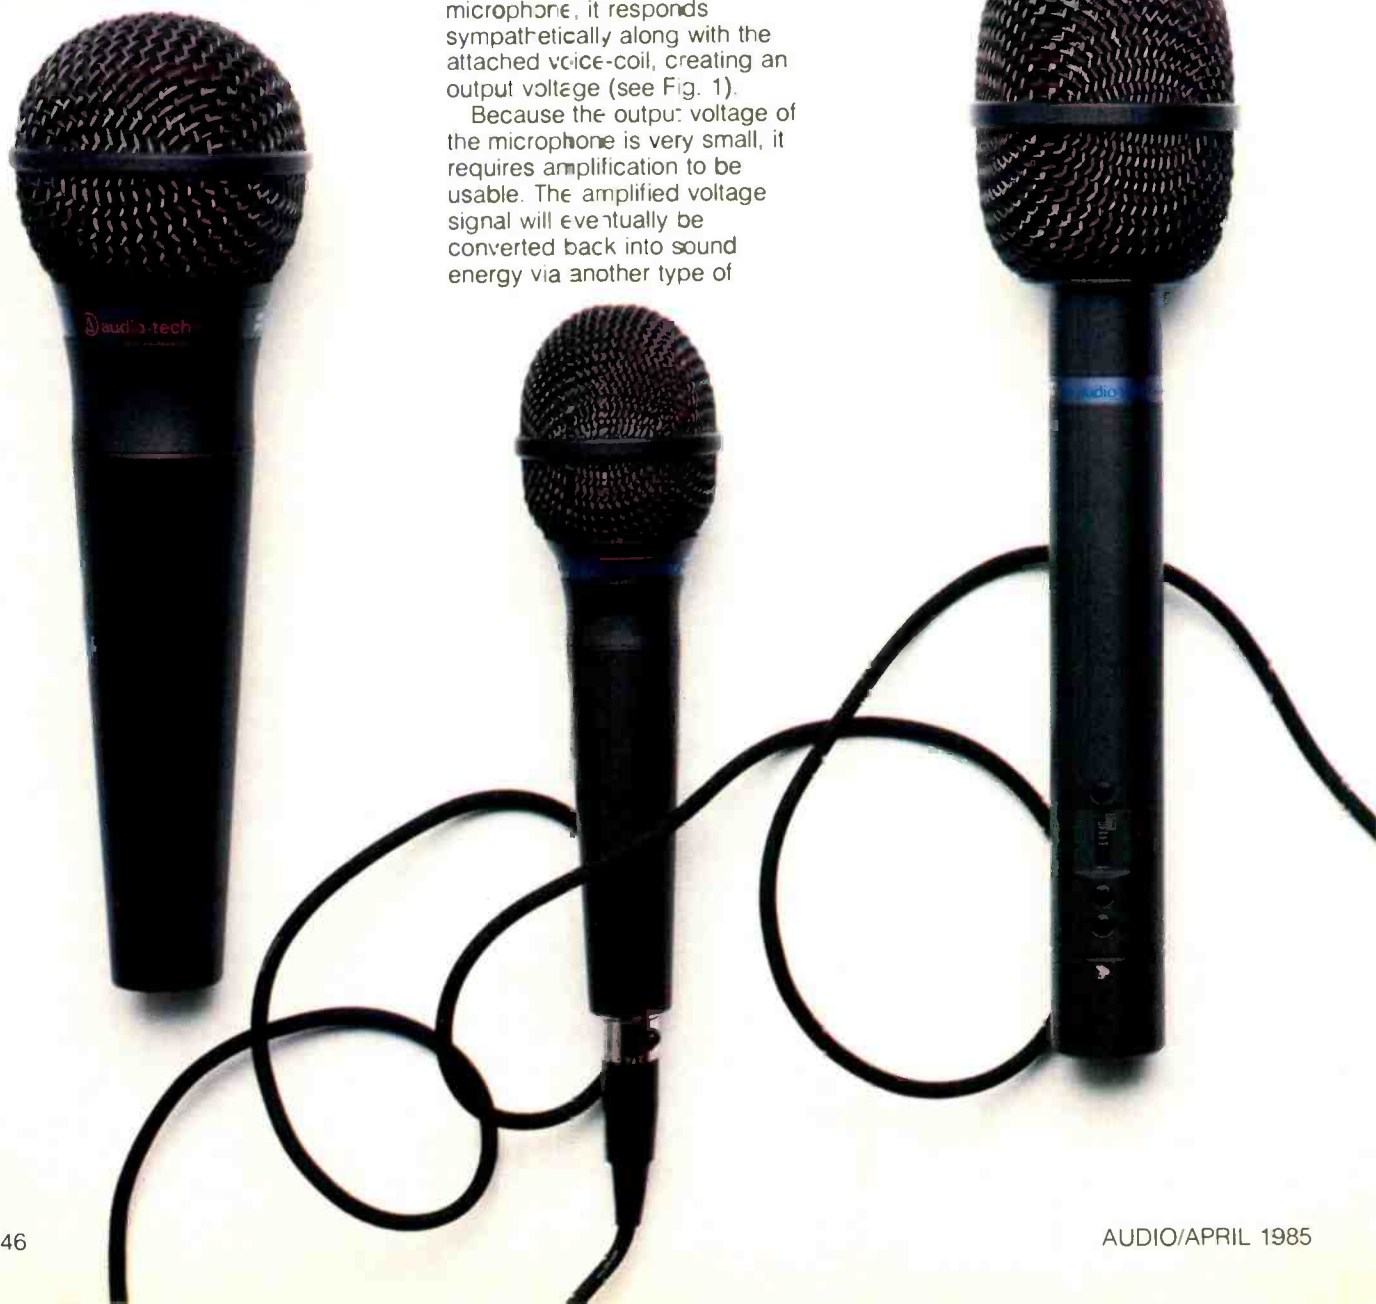 microphone, it responds
sympathetically along with the
attached voice-coil, creating an
output voltage (see Fig. 1).
Because the output voltage of
the microphone is very small, it
requires amplification to be
usable. The amplified voltage
signal will eventually be
converted back into sound
energy via another type of
audio-tech
audio
46
AUDIO/APRIL 1985